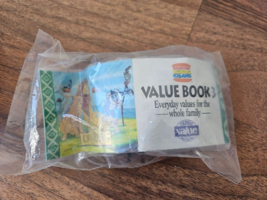 VALUE BOOK 3
Everyday values for the
whole family